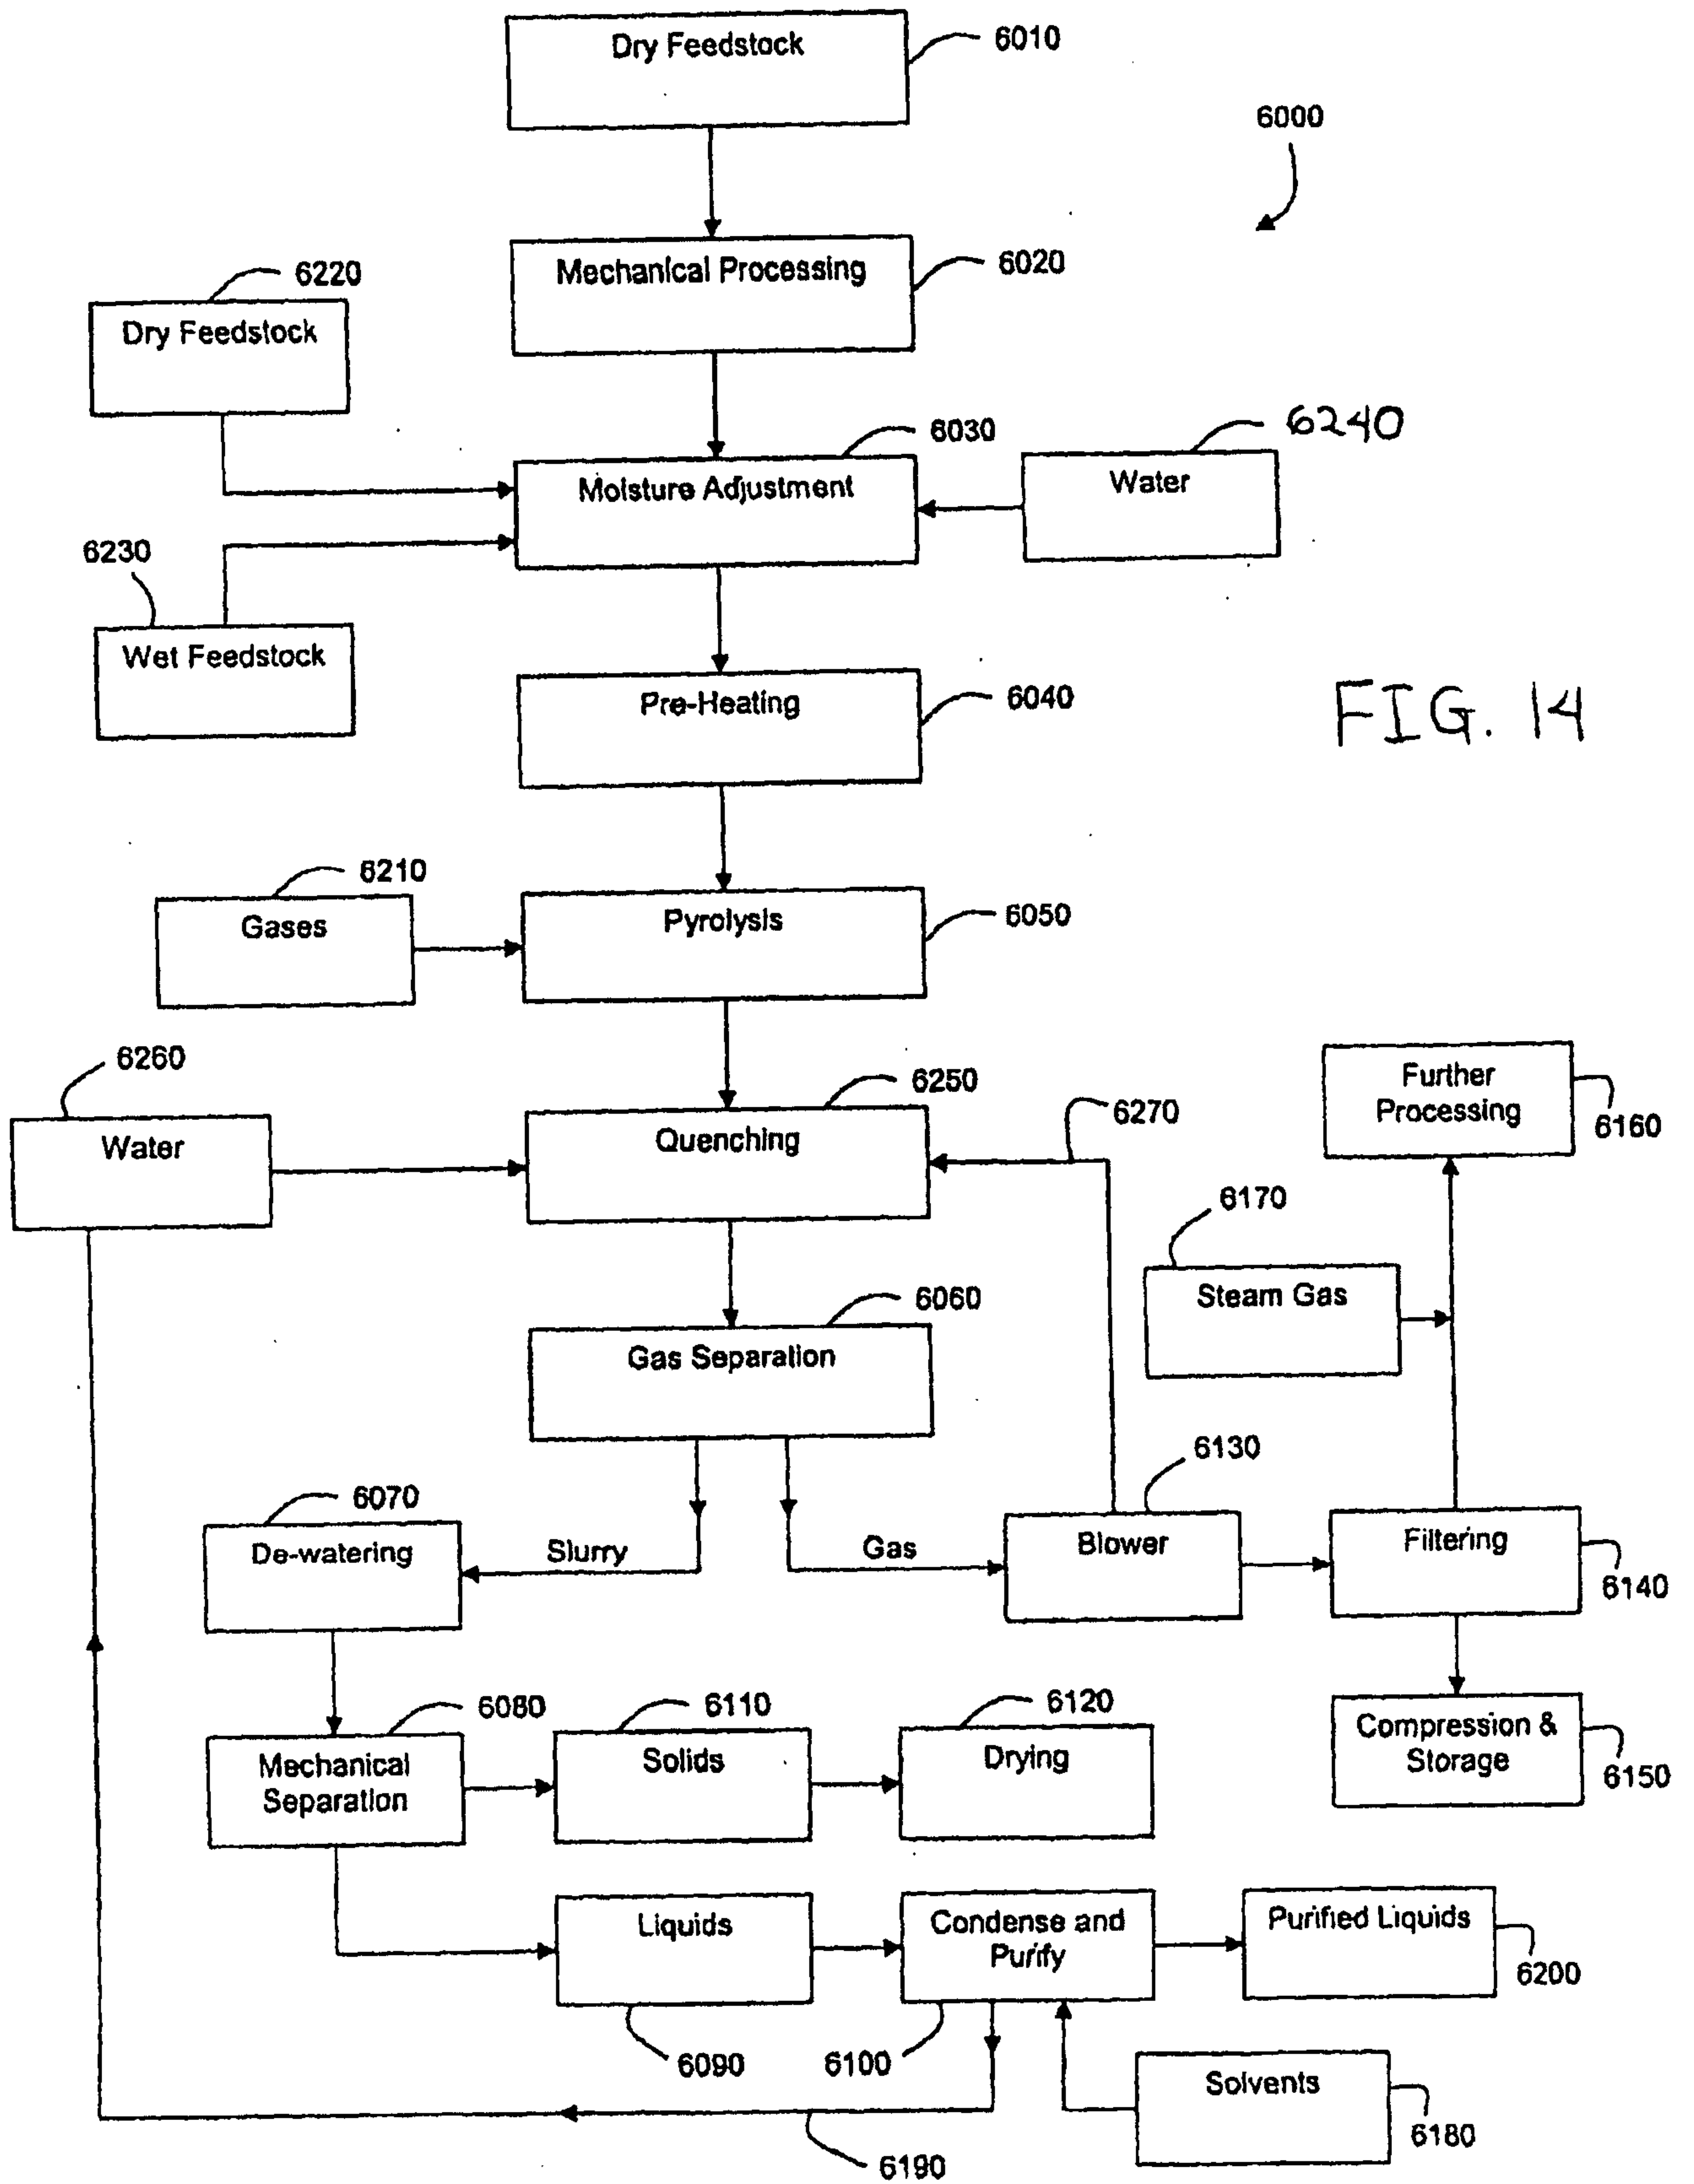 Dry Feedstock
6010
6000
Mechanical Processing
6020
6220
Dry Feedstock
6030
Moisture Adjustment
6240
Water
6230
Wet Feedstock
Pre-Heating
6040
FIG. 14
6210
Gases
Pyrolysis
6050
6260
Water
6250
Quenching
6270
Further
Processing
6160
6170
Steam Gas
6060
Gas Separation
6130
6070
De-watering
Slurry
Gas
Blower
Filtering
6140
6080
Mechanical
Separation
6110
Solids
6120
Drying
Compression &
Storage
6150
Liquids
Condense and
Purify
Purified Liquids
6200
6090
6100
Solvents
6180
6190